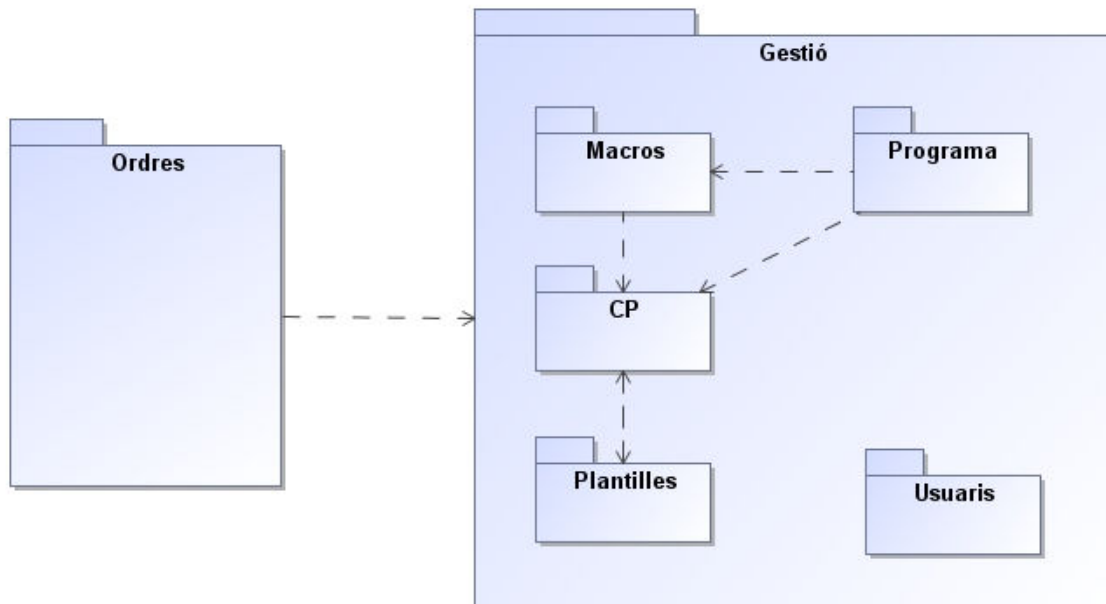 Gestió
Macros
Programa
Ordres
CP
Plantilles
Usuaris